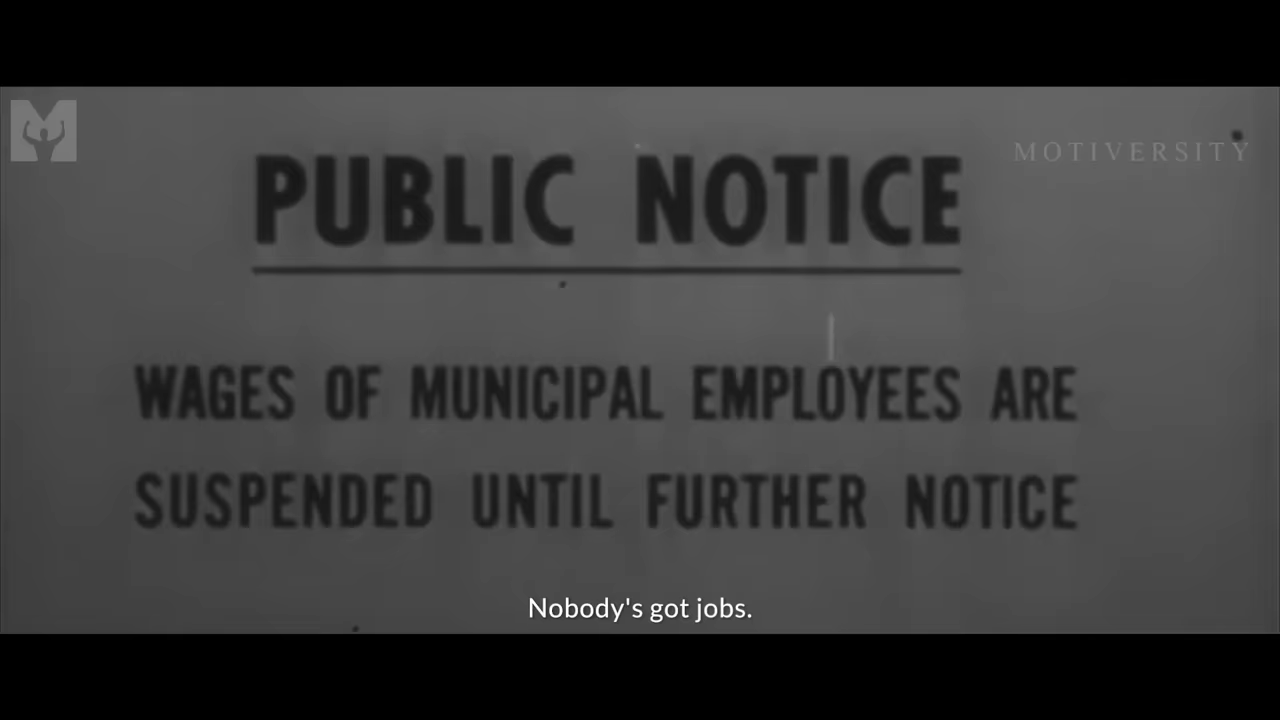 MOTIVERSITY
PUBLIC NOTICE
WAGES OF MUNICIPAL EMPLOYEES ARE
SUSPENDED UNTIL FURTHER NOTICE
Nobody's got jobs.